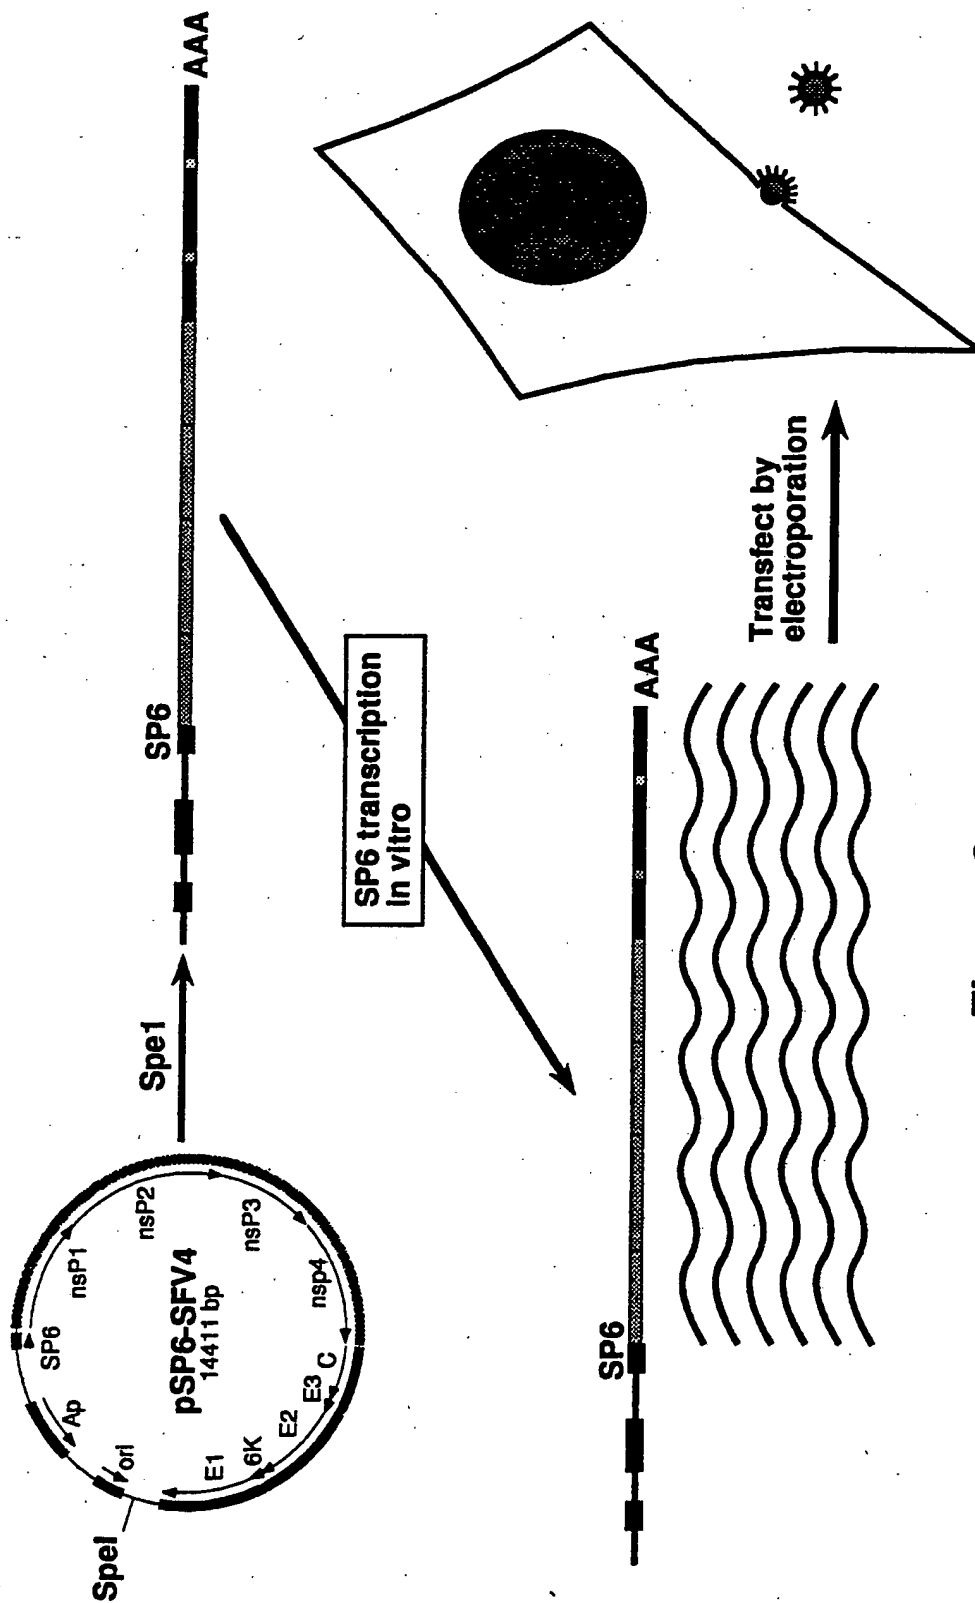 SP6
nsP1
nsP2
nsP3
nsp4
C
E3
E2
6K
E1
ori
Ap
pSP6-SFV4
14411 bp
SpeI
Spe1
SP6
AAA
SP6 transcription
in vitro
SP6
AAA
Transfect by
electroporation